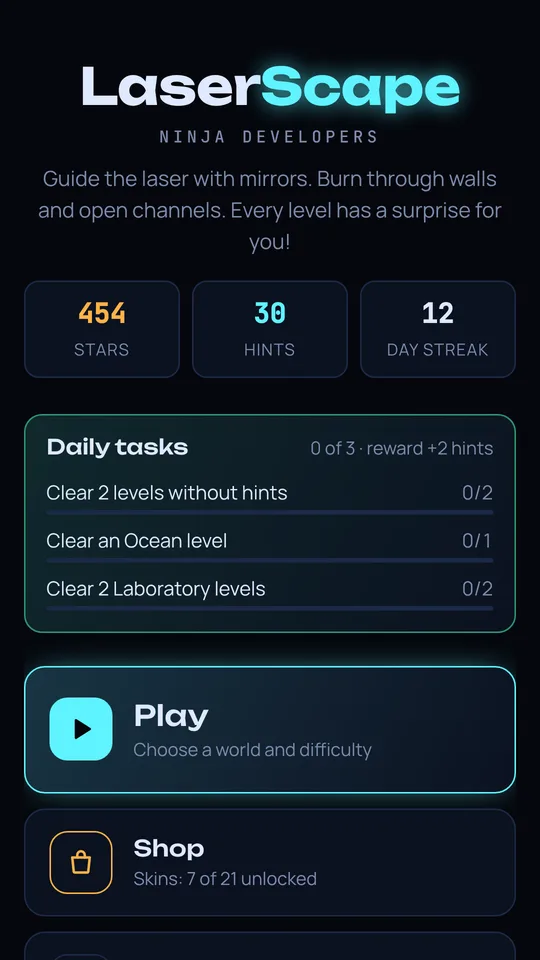 LaserScape
NINJA DEVELOPERS
Guide the laser with mirrors. Burn through walls
and open channels. Every level has a surprise for
you!
454
STARS
30
HINTS
12
DAY STREAK
Daily tasks
0 of 3 · reward +2 hints
Clear 2 levels without hints
0/2
Clear an Ocean level
0/1
Clear 2 Laboratory levels
0/2
Play
Choose a world and difficulty
Shop
Skins: 7 of 21 unlocked